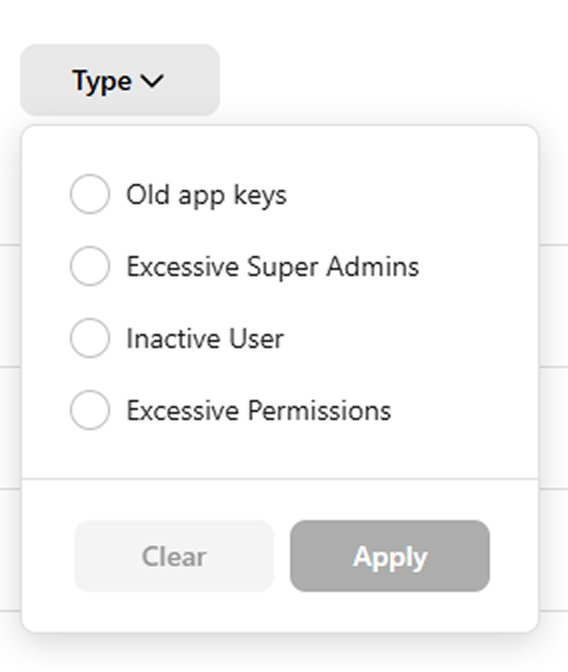 Type
Old app keys
Excessive Super Admins
Inactive User
Excessive Permissions
Clear
Apply